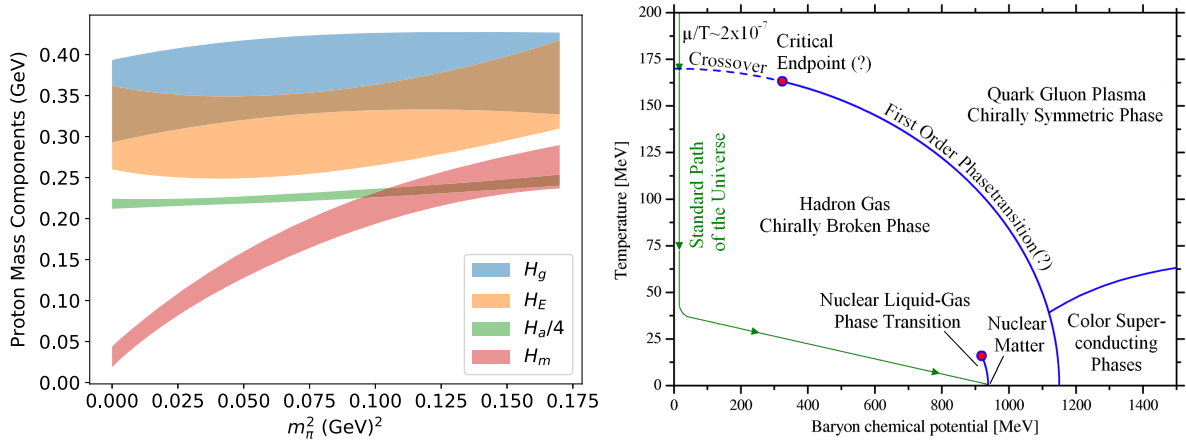 Proton Mass Components (GeV)
0.40
0.35
0.30
0.25
0.20
0.15
0.10
0.05
0.00
0.000
0.025
0.050
0.075
0.100
0.125
0.150
0.175
m_π^2 (GeV)^2
H_g
H_E
H_a/4
H_m
Temperature [MeV]
200
175
150
125
100
75
50
25
0
0
200
400
600
800
1000
1200
1400
Baryon chemical potential [MeV]
μ/T~2x10^-7
Crossover
Critical
Endpoint (?)
Quark Gluon Plasma
Chirally Symmetric Phase
First Order Phasetransition(?)
Standard Path
of the Universe
Hadron Gas
Chirally Broken Phase
Nuclear Liquid-Gas
Phase Transition
Nuclear
Matter
Color Super-
conducting
Phases